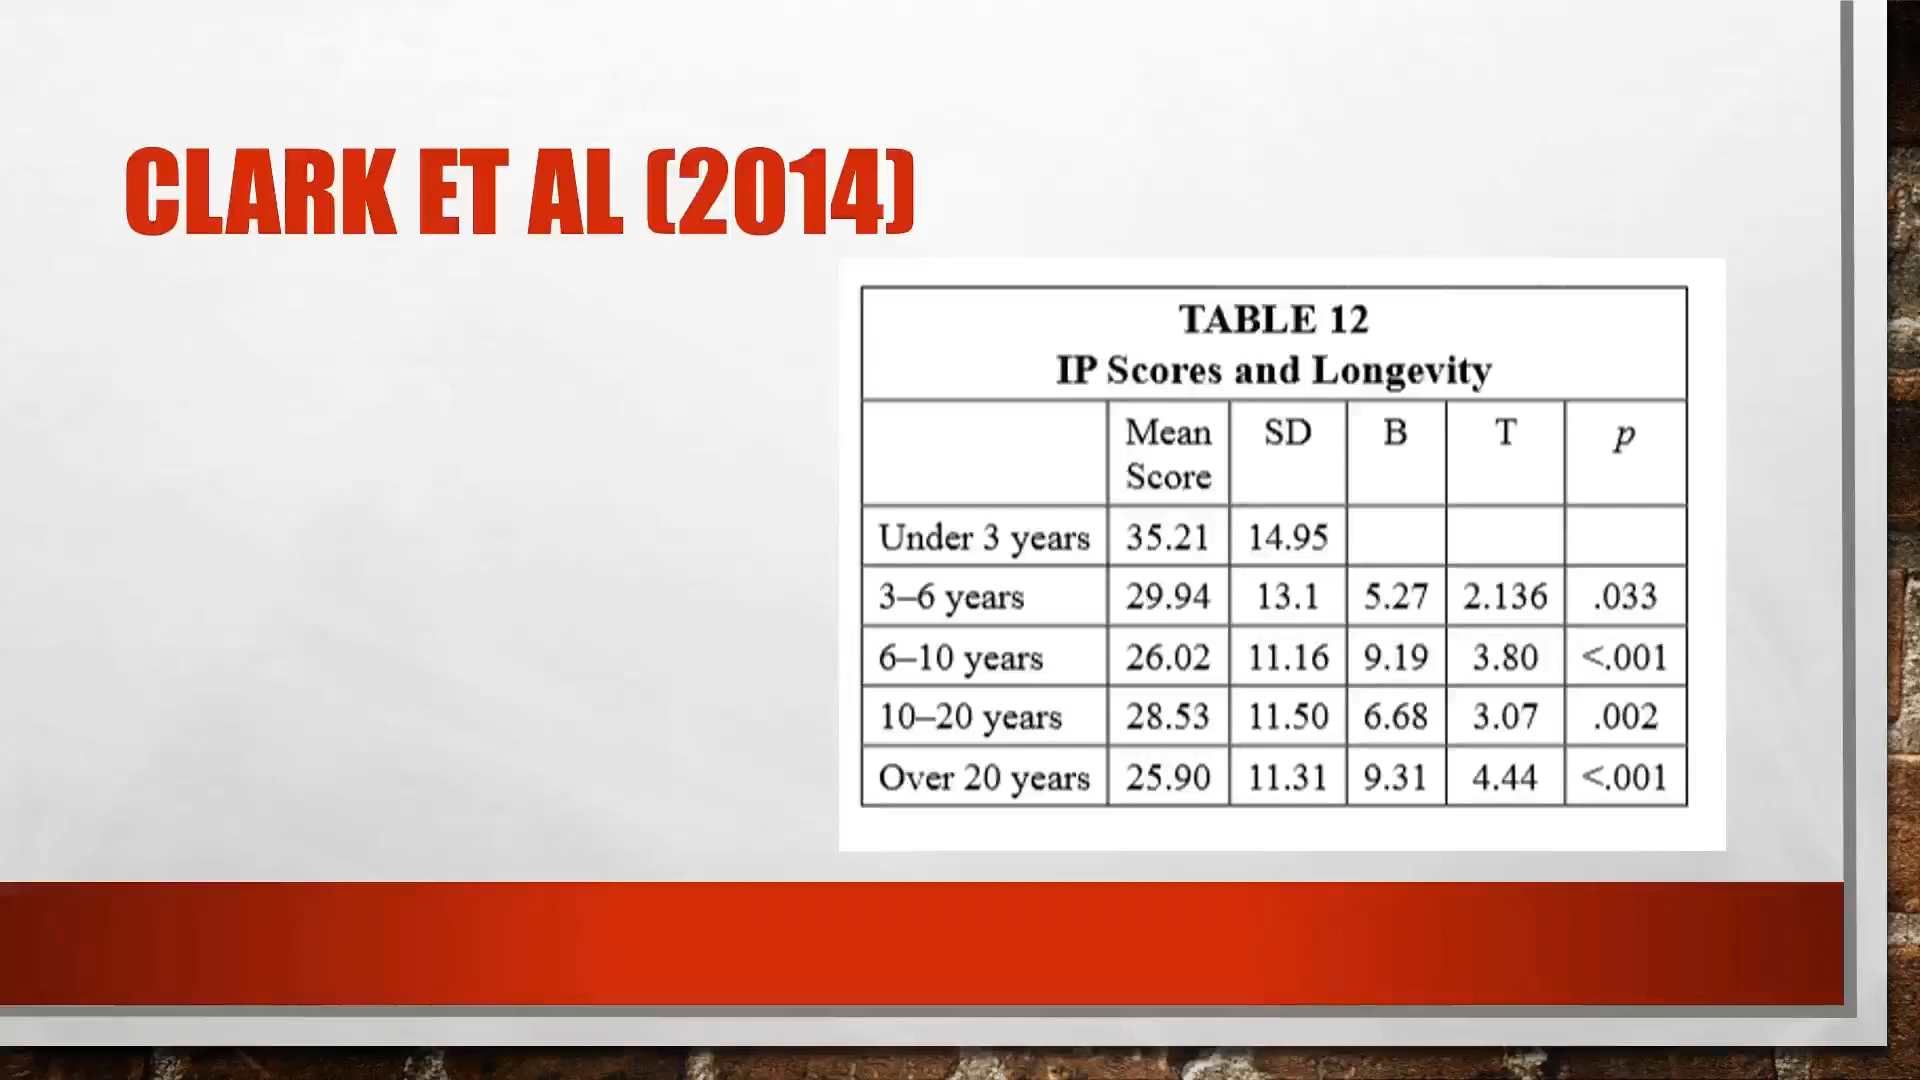 CLARK ET AL (2014)
TABLE 12
IP Scores and Longevity
Mean Score SD B T p
Under 3 years 35.21 14.95
3–6 years 29.94 13.1 5.27 2.136 .033
6–10 years 26.02 11.16 9.19 3.80 <.001
10–20 years 28.53 11.50 6.68 3.07 .002
Over 20 years 25.90 11.31 9.31 4.44 <.001